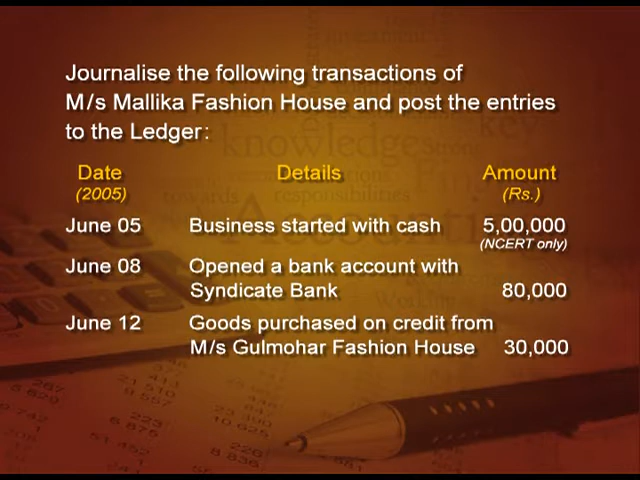 Journalise the following transactions of
M/s Mallika Fashion House and post the entries
to the Ledger:
Date Details Amount
(2005) (Rs.)
June 05 Business started with cash 5,00,000
(NCERT only)
June 08 Opened a bank account with
Syndicate Bank 80,000
June 12 Goods purchased on credit from
M/s Gulmohar Fashion House 30,000